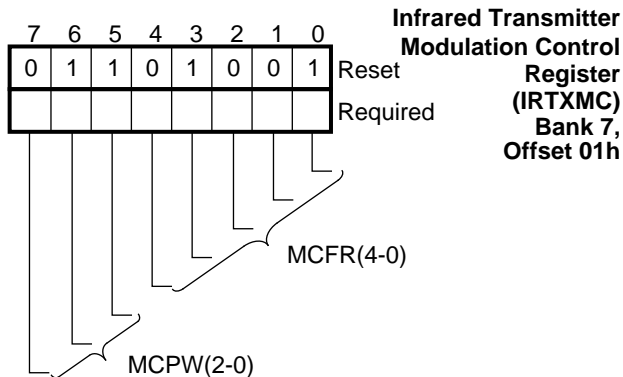 Infrared Transmitter
Modulation Control
Register
(IRTXMC)
Bank 7,
Offset 01h
7 6 5 4 3 2 1 0
0 1 1 0 1 0 0 1 Reset
Required
MCFR(4-0)
MCPW(2-0)